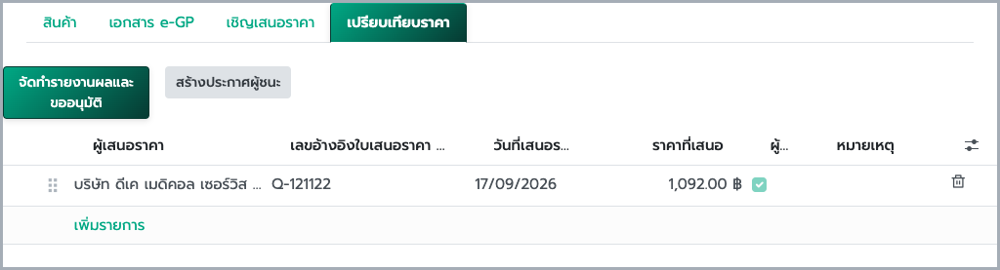 สินค้า เอกสาร e-GP เชิญเสนอราคา เปรียบเทียบราคา
จัดทำรายงานผลและ
ขออนุมัติ
สร้างประกาศผู้ชนะ
ผู้เสนอราคา เลขอ้างอิงใบเสนอราคา ... วันที่เสนอร... ราคาที่เสนอ ผู้... หมายเหตุ
บริษัท ดีเค เมดิคอล เซอร์วิส ... Q-121122 17/09/2026 1,092.00 ฿
เพิ่มรายการ